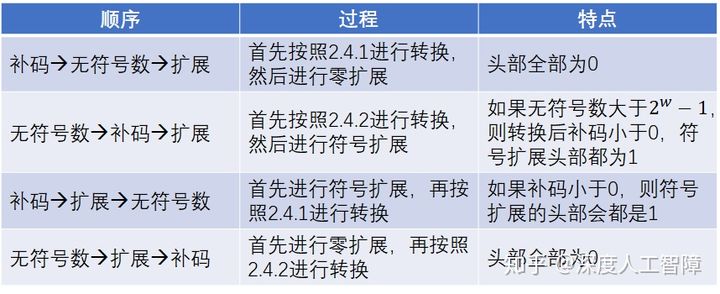 顺序 过程 特点
补码→无符号数→扩展 首先按照2.4.1进行转换, 头部全部为0
然后进行零扩展
无符号数→补码→扩展 首先按照2.4.2进行转换, 如果无符号数大于2^w − 1,
然后进行符号扩展 则转换后补码小于0，符
号扩展头部都为1
补码→扩展→无符号数 首先进行符号扩展，再按 如果补码小于0，则符号
照2.4.1进行转换 扩展的头部会都是1
无符号数→扩展→补码 首先进行零扩展，再按照 头部全部为0
2.4.2进行转换
知乎 @深度人工智障